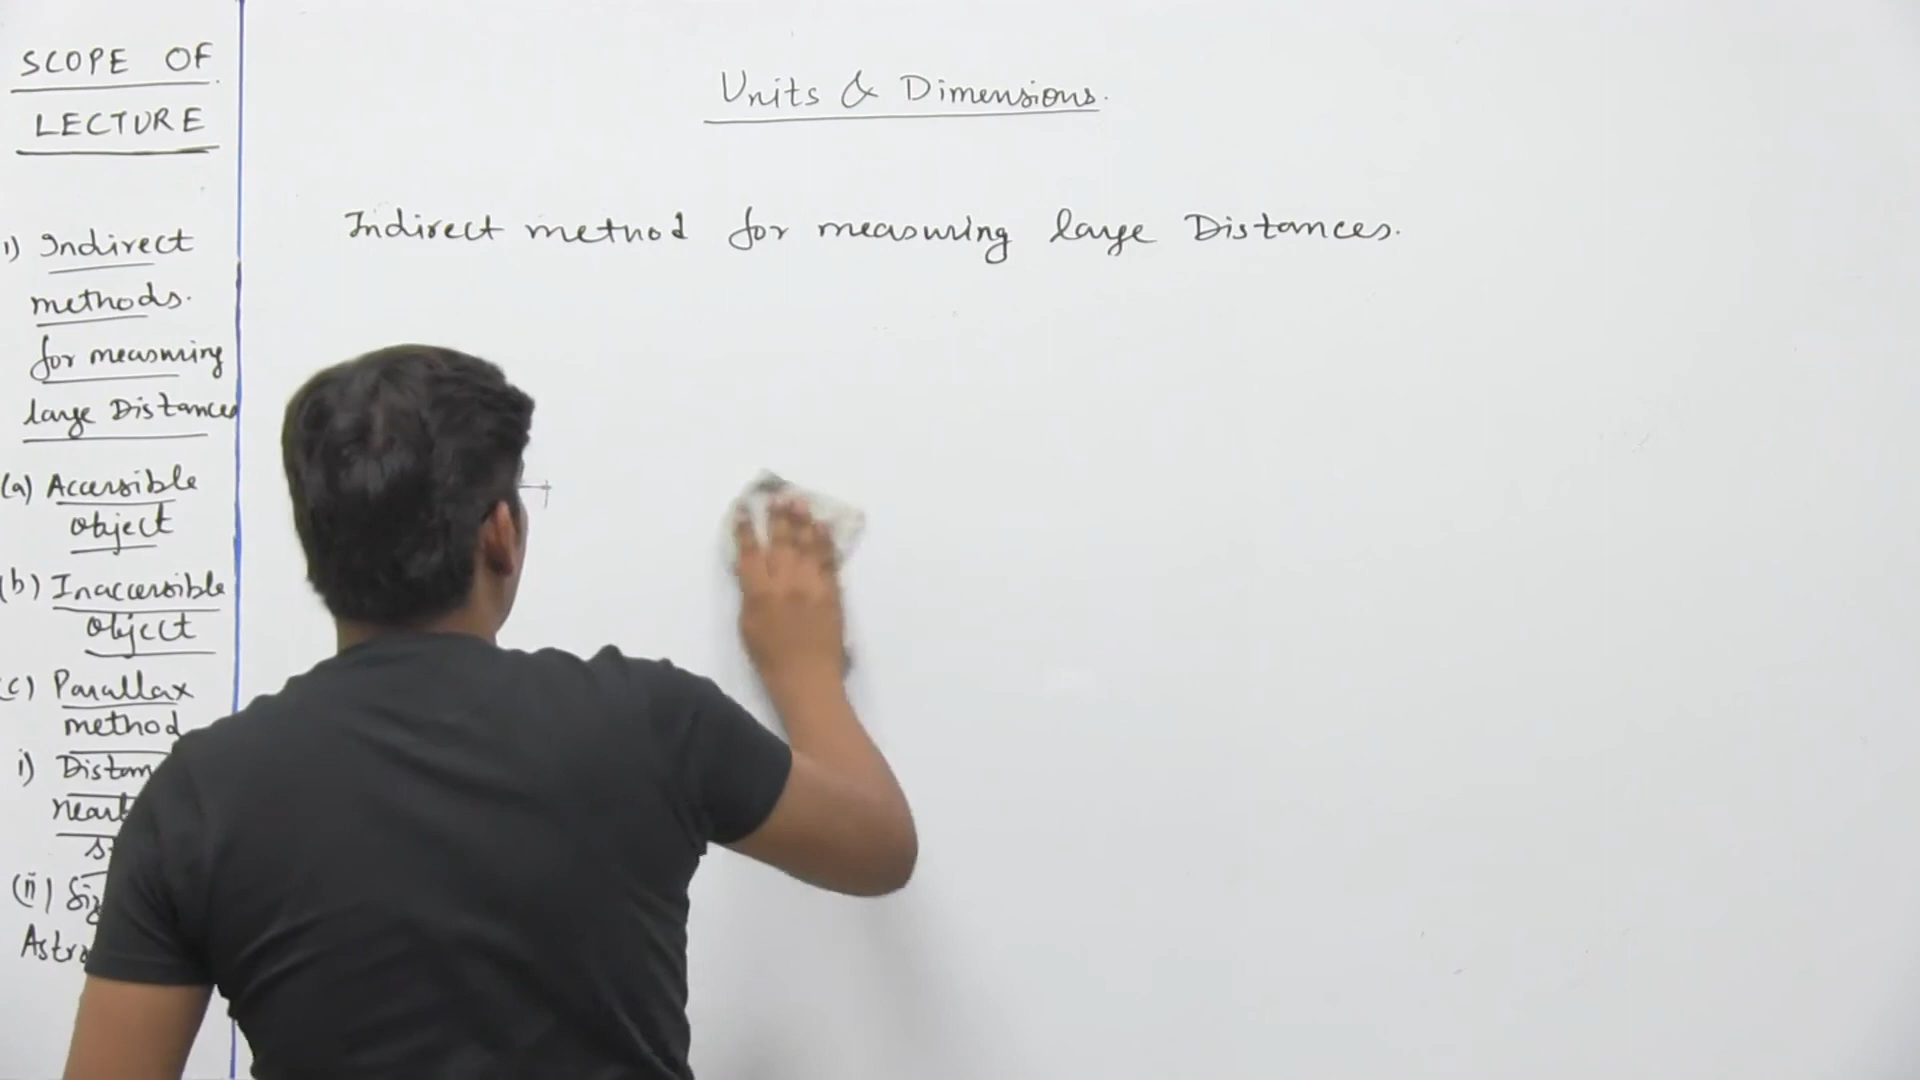 SCOPE OF
LECTURE
Units & Dimensions.
Indirect method for measuring large Distances.
1) Indirect
methods.
for measuring
large Distances
(a) Accessible
object
(b) Inaccessible
object
(c) Parallax
method
i)
(ii)